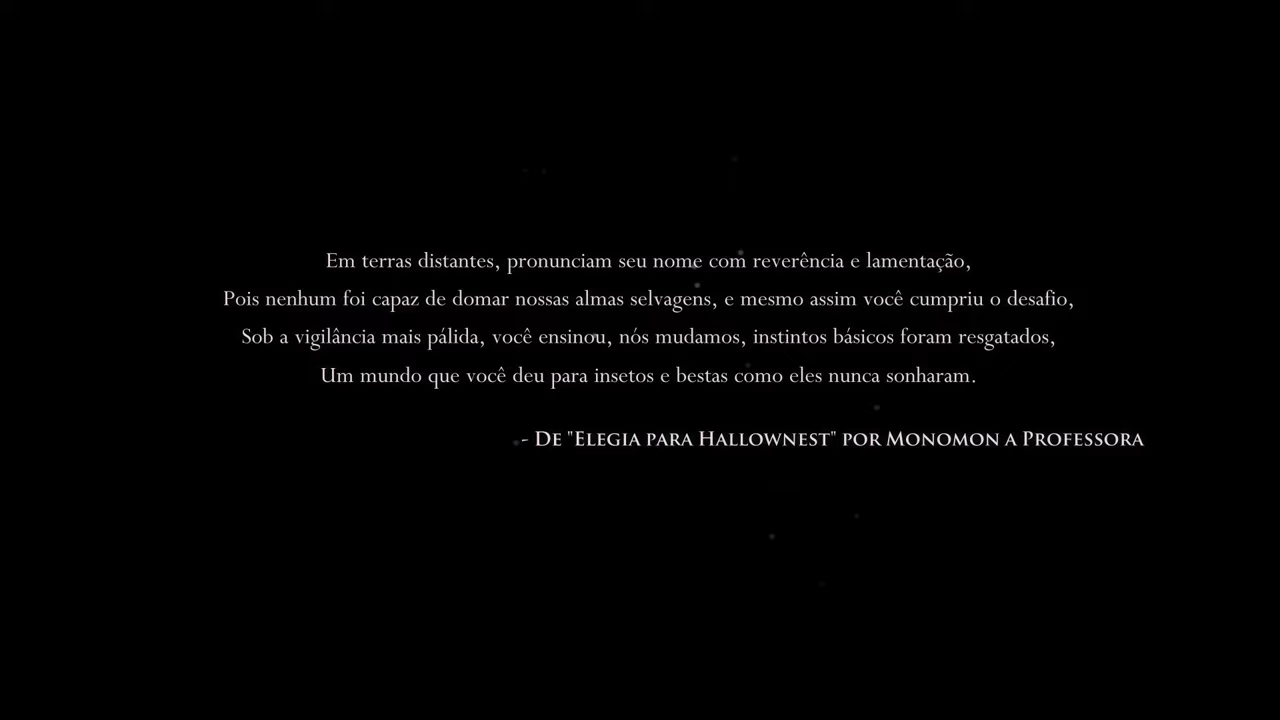 Em terras distantes, pronunciam seu nome com reverência e lamentação,
Pois nenhum foi capaz de domar nossas almas selvagens, e mesmo assim você cumpriu o desafio,
Sob a vigilância mais pálida, você ensinou, nós mudamos, instintos básicos foram resgatados,
Um mundo que você deu para insetos e bestas como eles nunca sonharam.
- De "Elegia para Hallownest" por Monomon a Professora